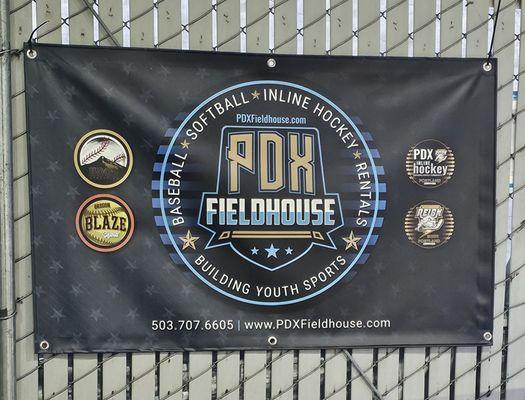 BASEBALL ★ SOFTBALL ★ INLINE HOCKEY ★ RENTALS
PDXFieldhouse.com
PDX
FIELDHOUSE
BUILDING YOUTH SPORTS
BLAZE
PDX
INLINE
hockey
PORTLAND
503.707.6605 | www.PDXFieldhouse.com